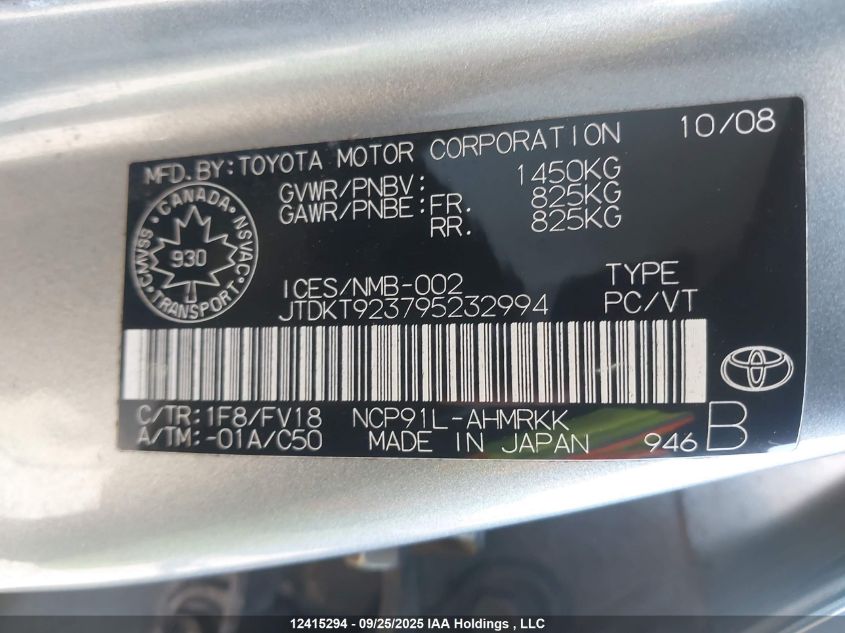 MFD. BY: TOYOTA MOTOR CORPORATION 10/08
GVWR/PNBV: 1450KG
GAWR/PNBE: FR. 825KG
RR. 825KG
CANADA
CMVSS NSVAC
930
TRANSPORT
ICES/NMB-002 TYPE
JTDKT923795232994 PC/VT
C/TR: 1F8/FV18 NCP91L-AHMRKK
A/TM: -01A/C50 MADE IN JAPAN 946 B
12415294 - 09/25/2025 IAA Holdings , LLC